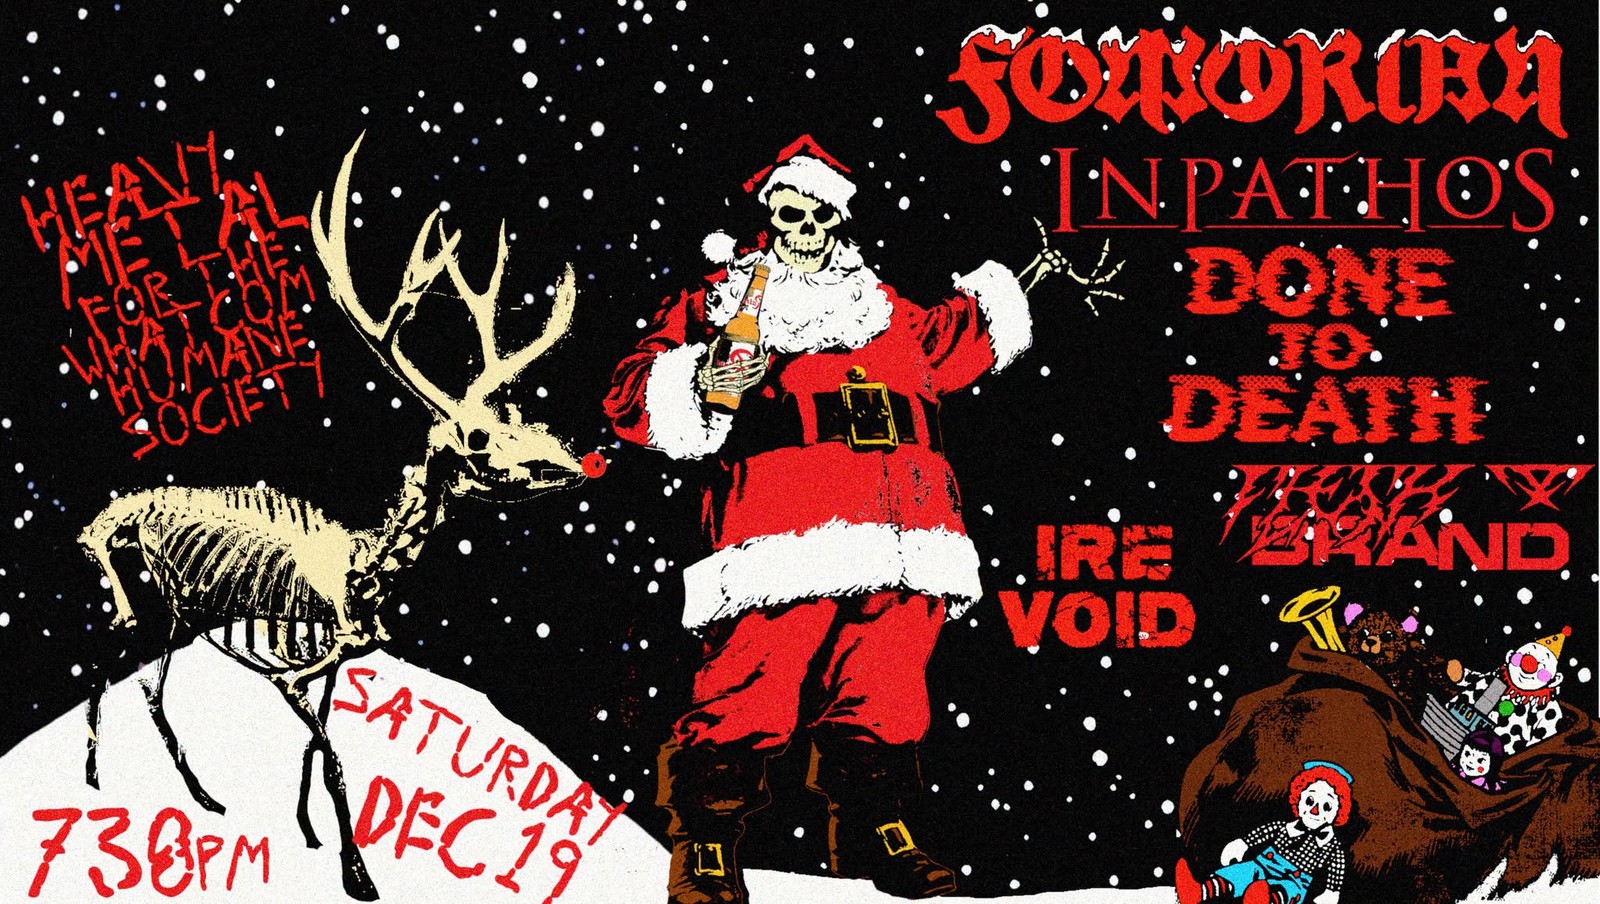 HEAVY
METAL
FOR THE
WHATCOM
HUMANE
SOCIETY
FOMORIAN
INPATHOS
DONE
TO
DEATH
X
BRAND
IRE
VOID
SATURDAY
DEC 19
730PM